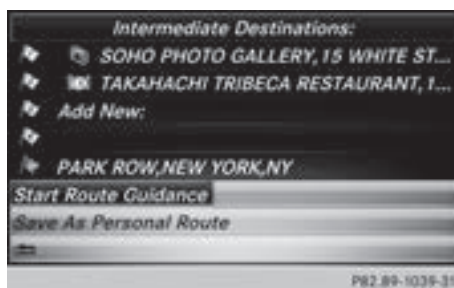 Intermediate Destinations:
SOHO PHOTO GALLERY, 15 WHITE ST...
TAKAHACHI TRIBECA RESTAURANT, 1...
Add New:
PARK ROW,NEW YORK,NY
Start Route Guidance
Save As Personal Route
P82.89-1039-31